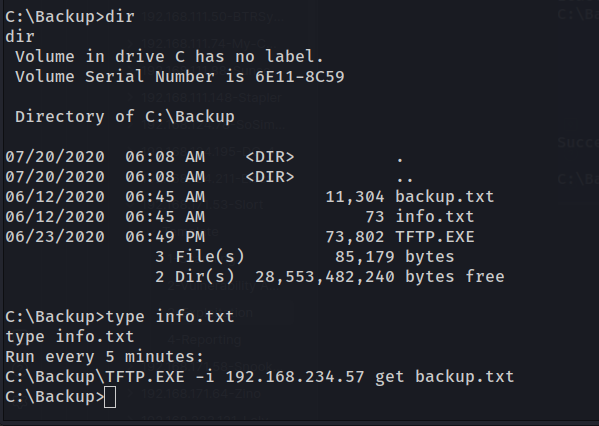 C:\Backup>dir
dir
 Volume in drive C has no label.
 Volume Serial Number is 6E11-8C59

 Directory of C:\Backup

07/20/2020  06:08 AM    <DIR>          .
07/20/2020  06:08 AM    <DIR>          ..
06/12/2020  06:45 AM            11,304 backup.txt
06/12/2020  06:45 AM                73 info.txt
06/23/2020  06:49 PM            73,802 TFTP.EXE
               3 File(s)         85,179 bytes
               2 Dir(s)  28,553,482,240 bytes free

C:\Backup>type info.txt
type info.txt
Run every 5 minutes:
C:\Backup\TFTP.EXE -i 192.168.234.57 get backup.txt
C:\Backup>